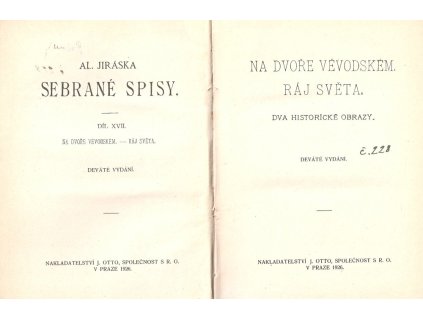 AL. JIRÁSKA
SEBRANÉ SPISY.
DÍL XVII.
NA DVOŘE VÉVODSKÉM. — RÁJ SVĚTA.
DEVÁTÉ VYDÁNÍ.
NAKLADATELSTVÍ J. OTTO, SPOLEČNOST S R. O.
V PRAZE 1926.
NA DVOŘE VÉVODSKÉM.
RÁJ SVĚTA.
DVA HISTORICKÉ OBRAZY.
DEVÁTÉ VYDÁNÍ.
č. 228
NAKLADATELSTVÍ J. OTTO, SPOLEČNOST S R. O.
V PRAZE 1926.